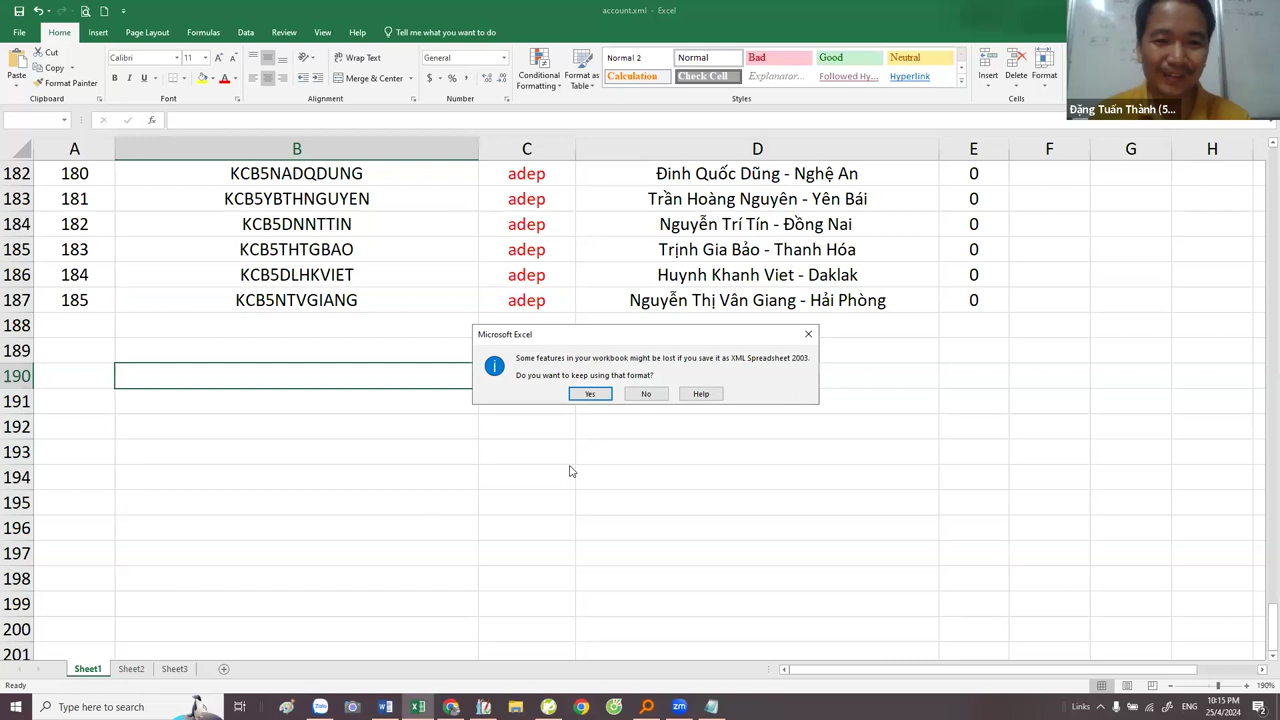 account.xml - Excel
File Home Insert Page Layout Formulas Data Review View Help Tell me what you want to do
Paste
Cut
Copy
Format Painter
Clipboard
Calibri 11
B I U
Font
Wrap Text
Merge & Center
Alignment
General
$ % ,
Number
Conditional Formatting
Format as Table
Normal 2 Normal Bad Good Neutral
Calculation Check Cell Explanator... Followed Hy... Hyperlink
Styles
Insert Delete Format
Cells
Đặng Tuấn Thành (5...
fx
A B C D E F G H
182 180 KCB5NADQDUNG adep Đinh Quốc Dũng - Nghệ An 0
183 181 KCB5YBTHNGUYEN adep Trần Hoàng Nguyên - Yên Bái 0
184 182 KCB5DNNTTIN adep Nguyễn Trí Tín - Đồng Nai 0
185 183 KCB5THTGBAO adep Trịnh Gia Bảo - Thanh Hóa 0
186 184 KCB5DLHKVIET adep Huynh Khanh Viet - Daklak 0
187 185 KCB5NTVGIANG adep Nguyễn Thị Vân Giang - Hải Phòng 0
188
189
190
191
192
193
194
195
196
197
198
199
200
201
Microsoft Excel
Some features in your workbook might be lost if you save it as XML Spreadsheet 2003.
Do you want to keep using that format?
Yes No Help
Sheet1 Sheet2 Sheet3
Ready
190%
Type here to search
Zalo
Links
ENG
10:15 PM
25/4/2024